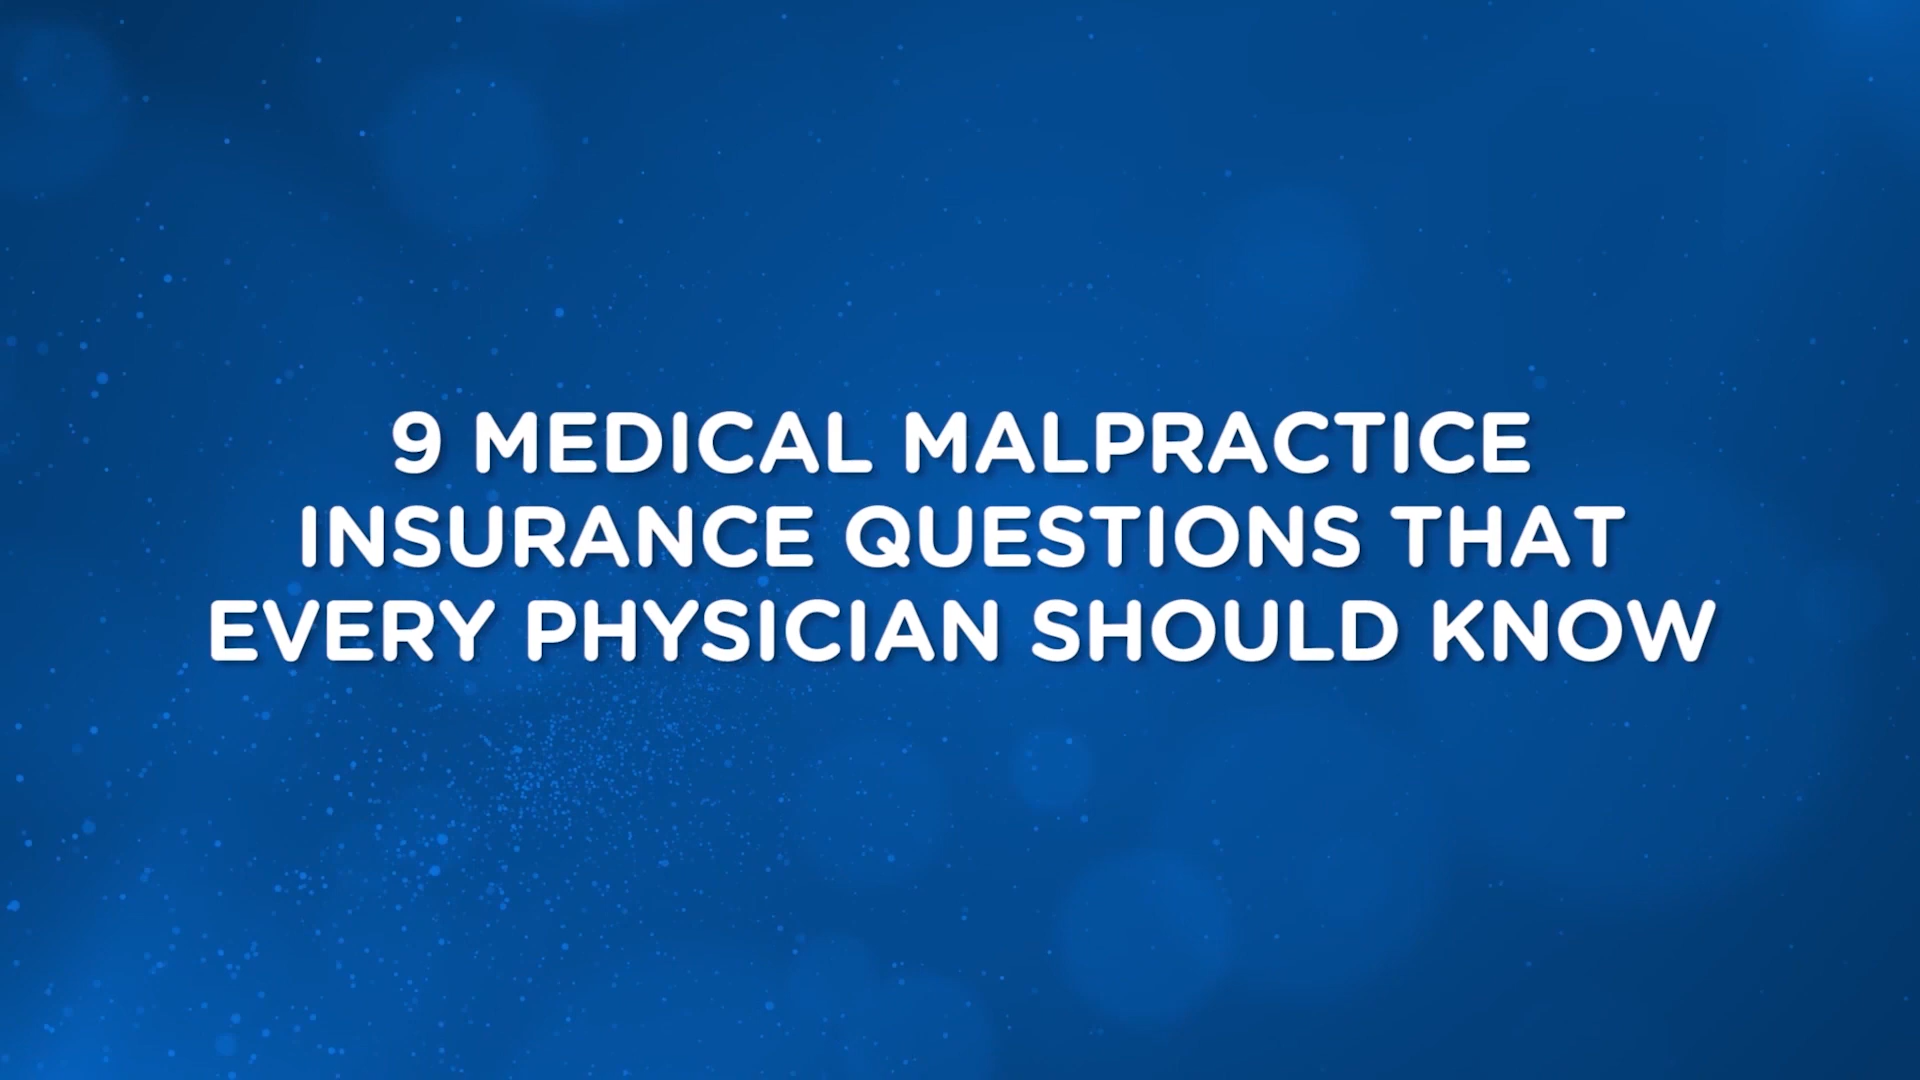 9 MEDICAL MALPRACTICE
INSURANCE QUESTIONS THAT
EVERY PHYSICIAN SHOULD KNOW